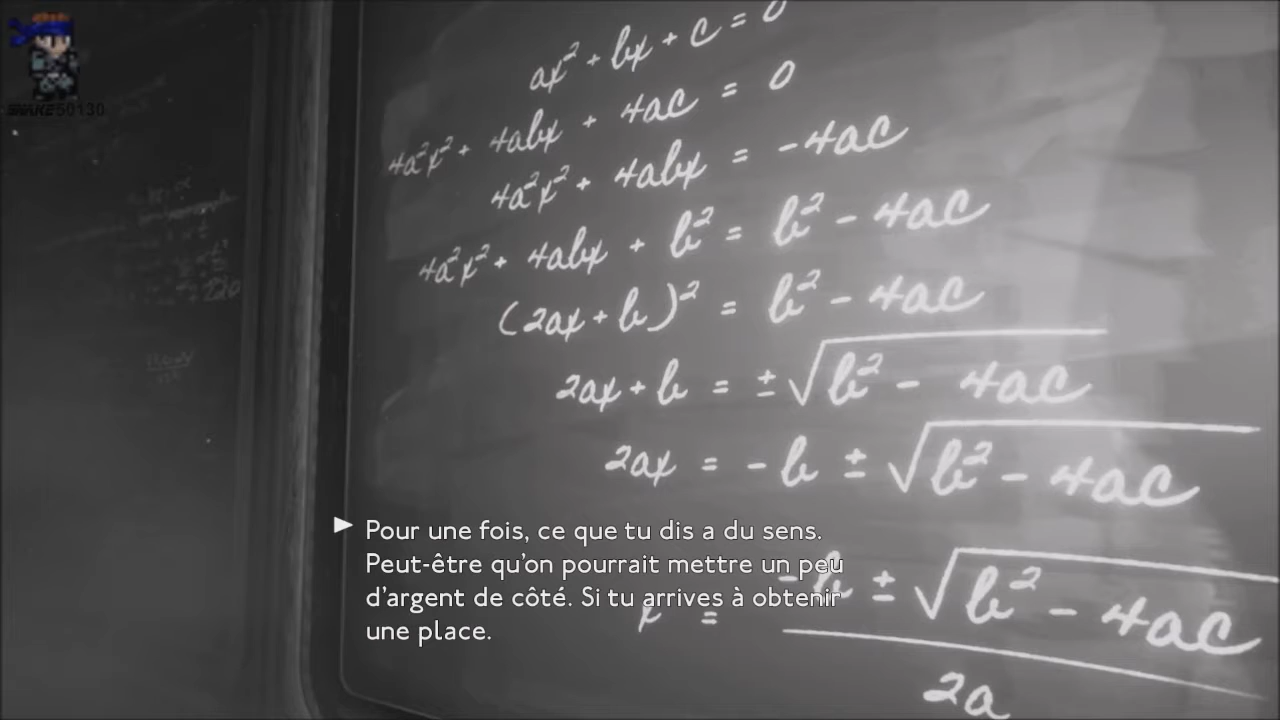 SNAKE50130
ax² + bx + c = 0
4a²x² + 4abx + 4ac = 0
4a²x² + 4abx = -4ac
4a²x² + 4abx + b² = b² - 4ac
(2ax + b)² = b² - 4ac
2ax + b = ± √b² - 4ac
2ax = -b ± √b² - 4ac
x = -b ± √b² - 4ac
2a
Pour une fois, ce que tu dis a du sens.
Peut-être qu'on pourrait mettre un peu
d'argent de côté. Si tu arrives à obtenir
une place.